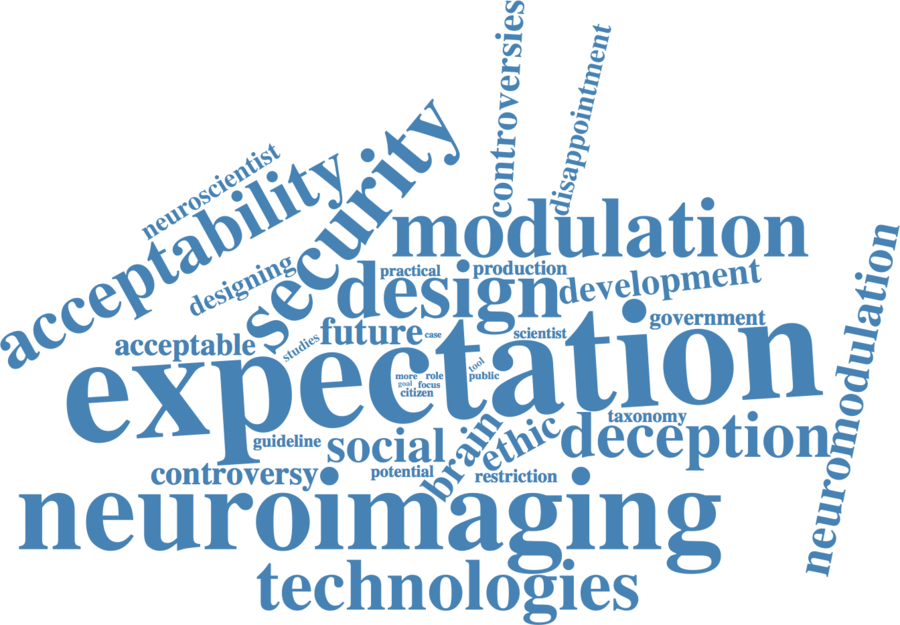 controversies
disappointment
neuroscientist
acceptability
security
modulation
designing
practical
production
design
development
neuromodulation
government
acceptable
studies
future
case
scientist
expectation
more
role
tool
goal
focus
public
citizen
taxonomy
guideline
social
brain
ethic
deception
controversy
potential
restriction
neuroimaging
technologies